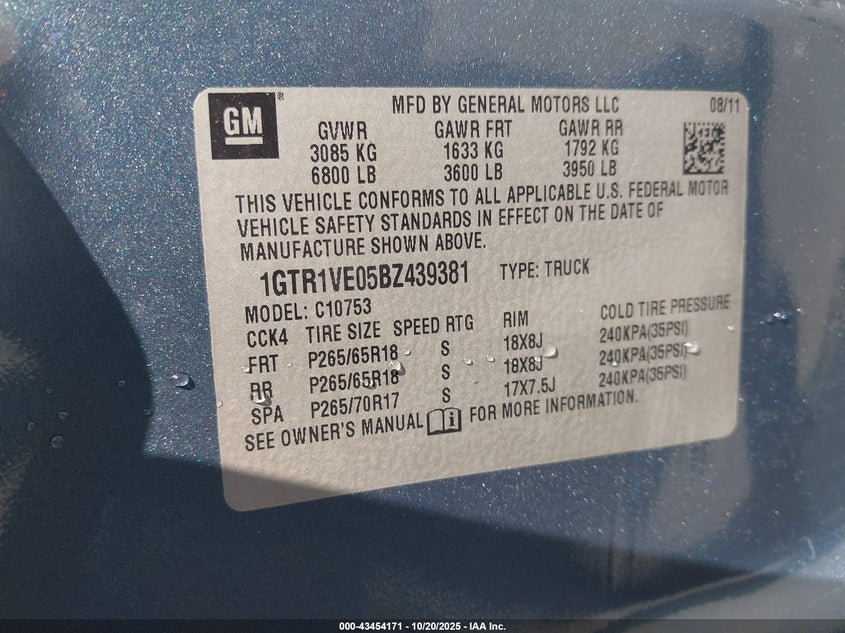 GM ®
MFD BY GENERAL MOTORS LLC 08/11
GVWR GAWR FRT GAWR RR
3085 KG 1633 KG 1792 KG
6800 LB 3600 LB 3950 LB
THIS VEHICLE CONFORMS TO ALL APPLICABLE U.S. FEDERAL MOTOR
VEHICLE SAFETY STANDARDS IN EFFECT ON THE DATE OF
MANUFACTURE SHOWN ABOVE.
1GTR1VE05BZ439381 TYPE: TRUCK
MODEL: C10753
CCK4 TIRE SIZE SPEED RTG RIM COLD TIRE PRESSURE
FRT P265/65R18 S 18X8J 240KPA(35PSI)
RR P265/65R18 S 18X8J 240KPA(35PSI)
SPA P265/70R17 S 17X7.5J 240KPA(35PSI)
SEE OWNER'S MANUAL FOR MORE INFORMATION.
000-43454171 - 10/20/2025 - IAA Inc.